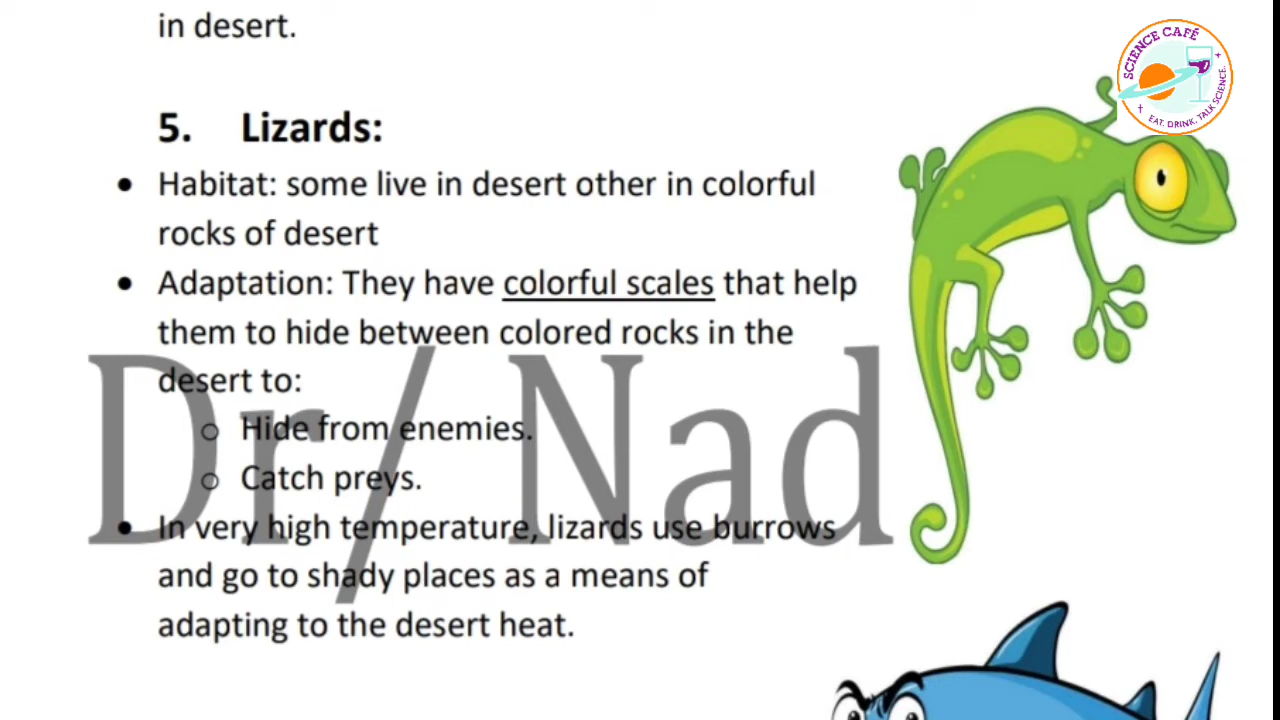 in desert.
SCIENCE CAFÉ
EAT. DRINK. TALK SCIENCE.
5. Lizards:
• Habitat: some live in desert other in colorful
rocks of desert
• Adaptation: They have colorful scales that help
them to hide between colored rocks in the
desert to:
o Hide from enemies.
o Catch preys.
• In very high temperature, lizards use burrows
and go to shady places as a means of
adapting to the desert heat.
Dr/ Nad